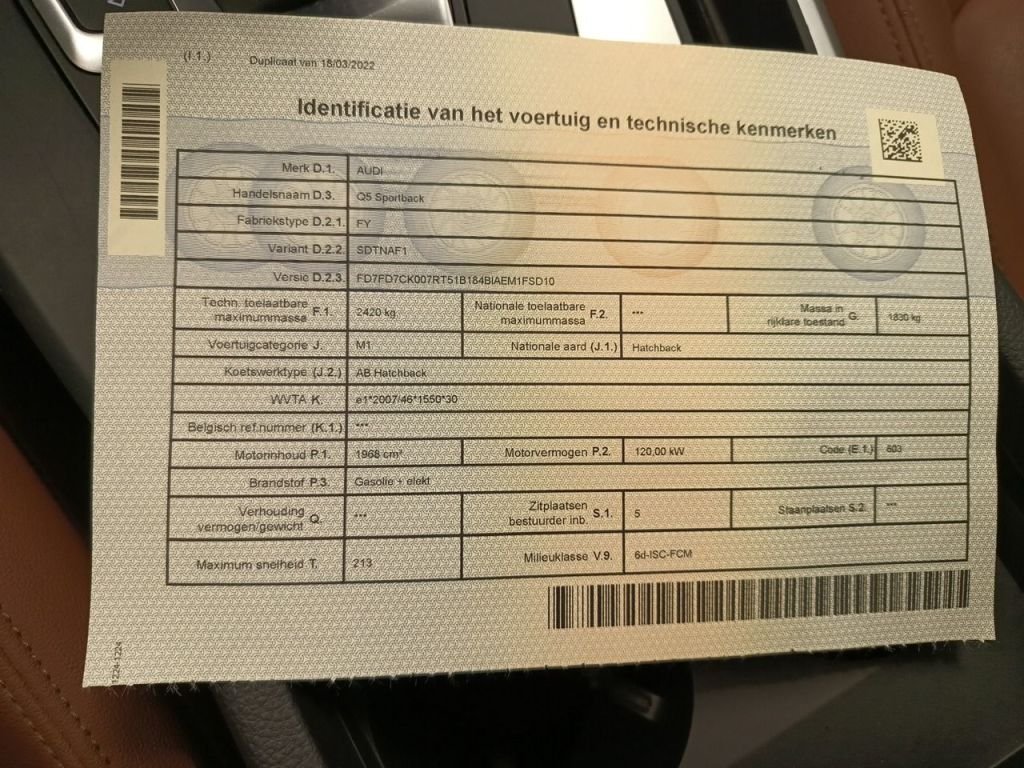 (I.1.) Duplicaat van 18/03/2022
Identificatie van het voertuig en technische kenmerken
Merk D.1. AUDI
Handelsnaam D.3. Q5 Sportback
Fabriekstype D.2.1. FY
Variant D.2.2. SDTNAF1
Versie D.2.3. FD7FD7CK007RT51B184BIAEM1FSD10
Techn. toelaatbare maximummassa F.1. 2420 kg Nationale toelaatbare maximummassa F.2. *** Massa in rijklare toestand G. 1830 kg
Voertuigcategorie J. M1 Nationale aard (J.1.) Hatchback
Koetswerktype (J.2.) AB Hatchback
WVTA K. e1*2007/46*1550*30
Belgisch ref.nummer (K.1.) ***
Motorinhoud P.1. 1968 cm³ Motorvermogen P.2. 120,00 kW Code (E.1.) 603
Brandstof P.3. Gasolie + elekt
Verhouding vermogen/gewicht Q. *** Zitplaatsen bestuurder inb. S.1. 5 Staanplaatsen S.2. ***
Maximum snelheid T. 213 Milieuklasse V.9. 6d-ISC-FCM
1224-1224